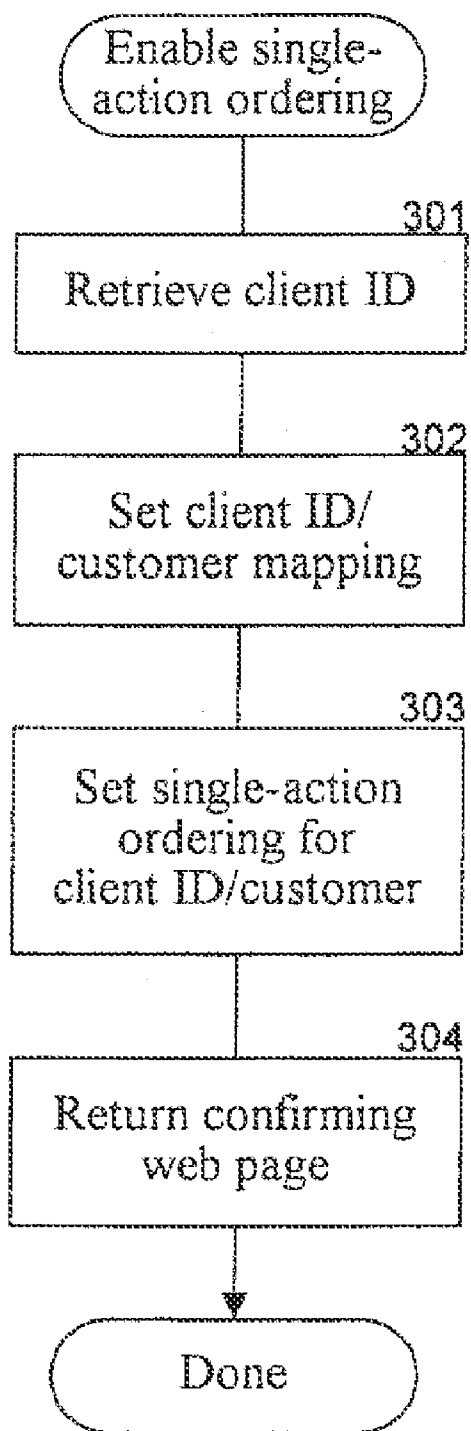 Enable single-
action ordering
301
Retrieve client ID
302
Set client ID/
customer mapping
303
Set single-action
ordering for
client ID/customer
304
Return confirming
web page
Done